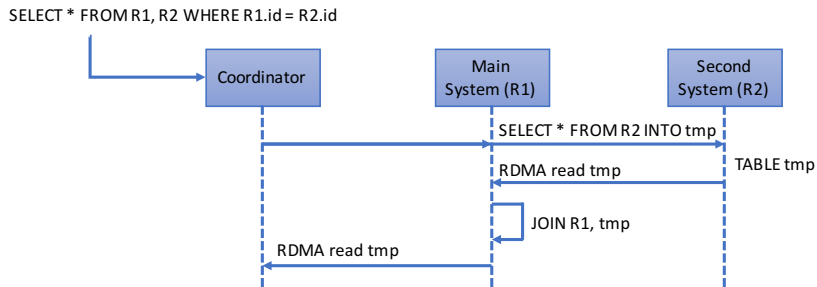 SELECT * FROM R1, R2 WHERE R1.id = R2.id
Coordinator
Main
System (R1)
Second
System (R2)
SELECT * FROM R2 INTO tmp
TABLE tmp
RDMA read tmp
JOIN R1, tmp
RDMA read tmp